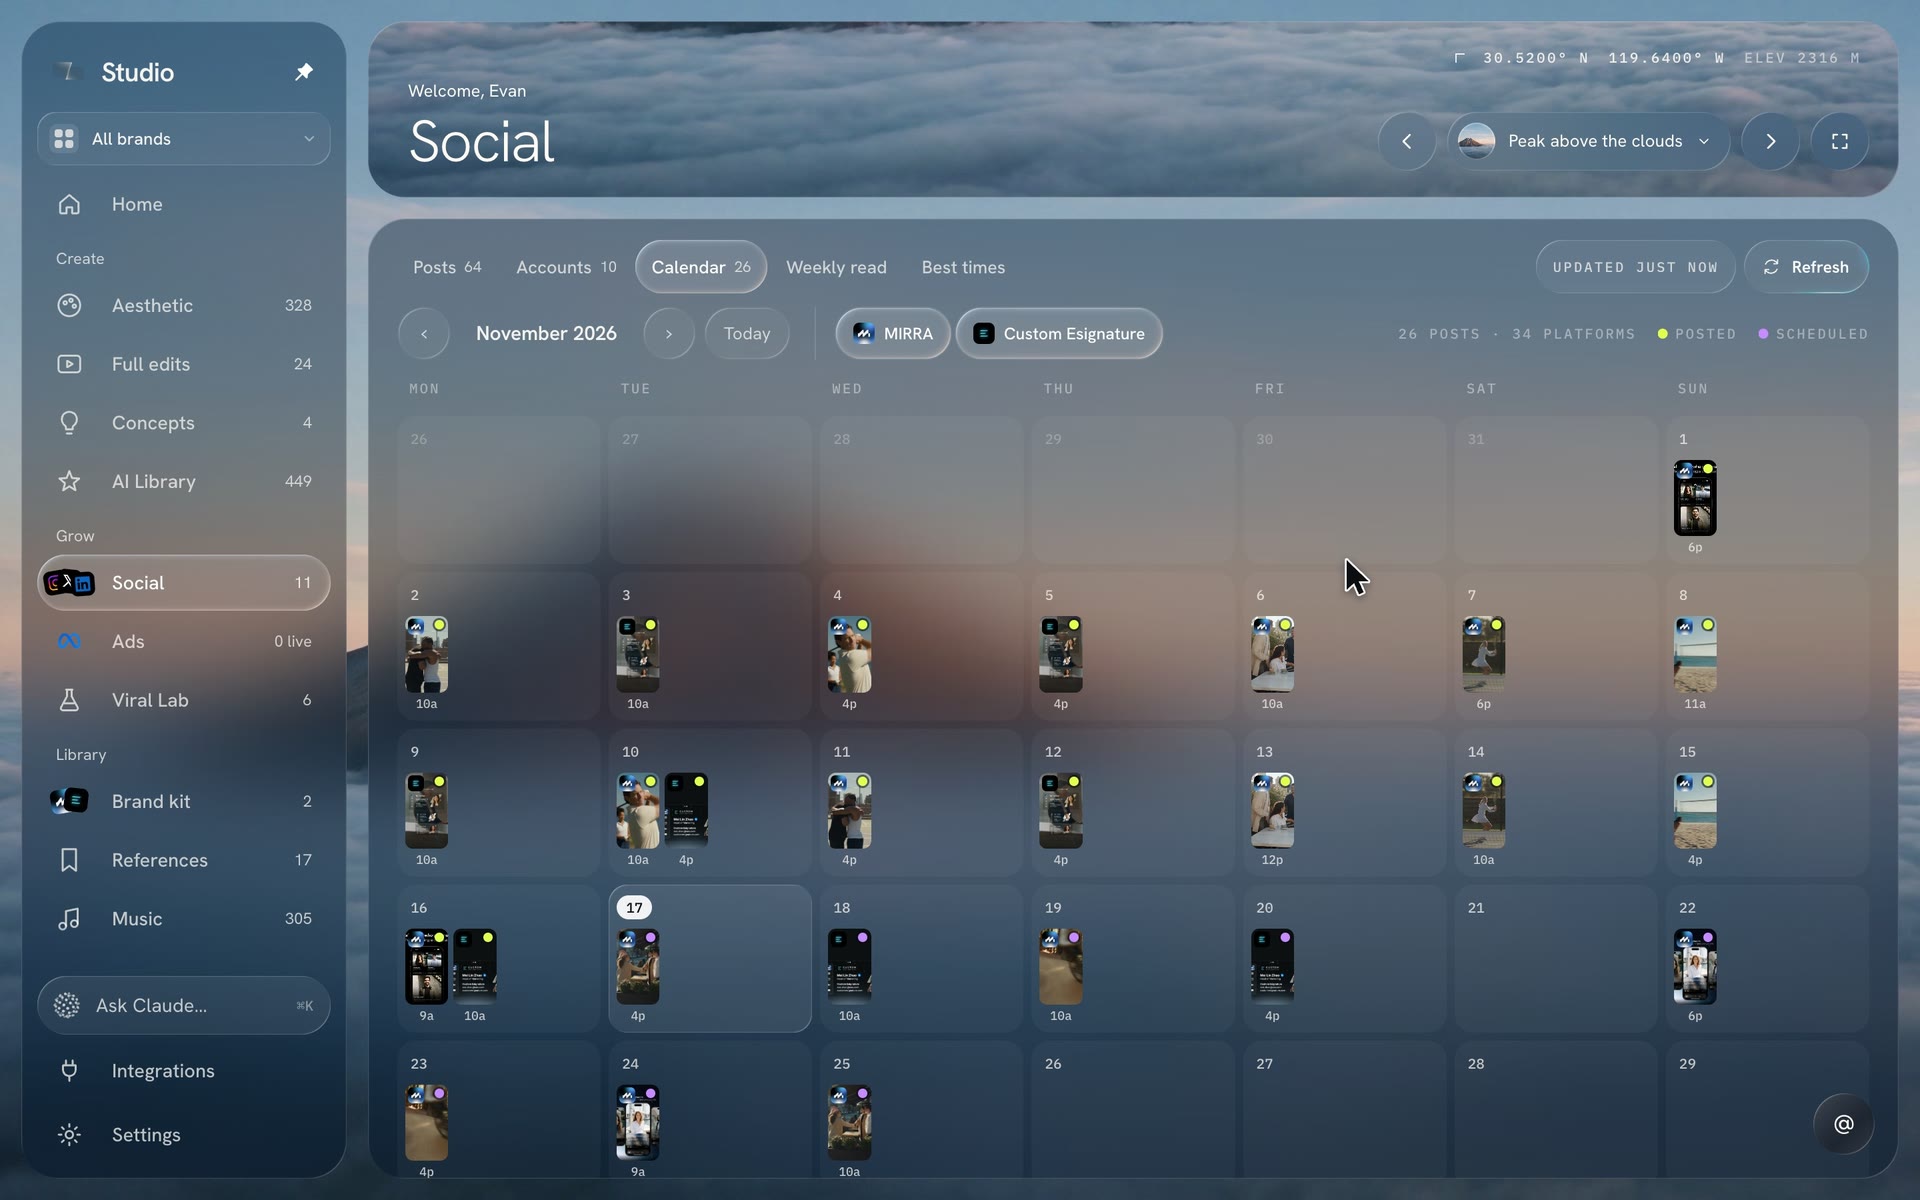 Studio
All brands
Home
Create
Aesthetic 328
Full edits 24
Concepts 4
AI Library 449
Grow
Social 11
Ads 0 live
Viral Lab 6
Library
Brand kit 2
References 17
Music 305
Ask Claude... ⌘K
Integrations
Settings
30.5200° N 119.6400° W ELEV 2316 M
Welcome, Evan
Social
Peak above the clouds
Posts 64 Accounts 10 Calendar 26 Weekly read Best times
UPDATED JUST NOW Refresh
November 2026 Today MIRRA Custom Esignature
26 POSTS · 34 PLATFORMS POSTED SCHEDULED
MON TUE WED THU FRI SAT SUN
26 27 28 29 30 31 1
6p
2 3 4 5 6 7 8
10a 10a 4p 4p 10a 6p 11a
9 10 11 12 13 14 15
10a 10a 4p 4p 4p 12p 10a 4p
16 17 18 19 20 21 22
9a 10a 4p 10a 10a 4p 6p
23 24 25 26 27 28 29
4p 9a 10a
@